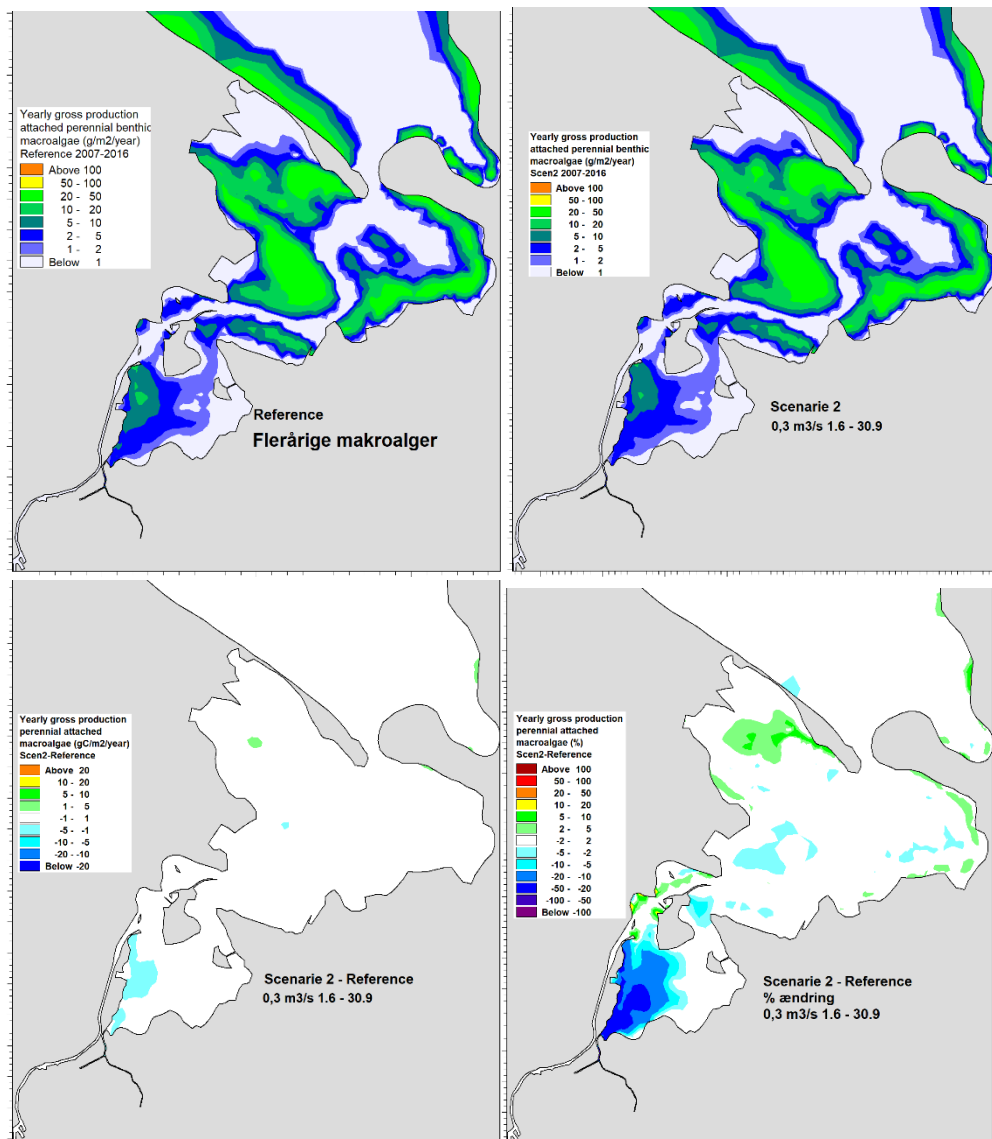 Yearly gross production
attached perennial benthic
macroalgae (g/m2/year)
Reference 2007-2016
Above 100
50 - 100
20 - 50
10 - 20
5 - 10
2 - 5
1 - 2
Below 1
Reference
Flerårige makroalger
Yearly gross production
attached perennial benthic
macroalgae (g/m2/year)
Scen2 2007-2016
Above 100
50 - 100
20 - 50
10 - 20
5 - 10
2 - 5
1 - 2
Below 1
Scenarie 2
0,3 m3/s 1.6 - 30.9
Yearly gross production
perennial attached
macroalgae (gC/m2/year)
Scen2-Reference
Above 20
10 - 20
5 - 10
1 - 5
-1 - 1
-5 - -1
-10 - -5
-20 - -10
Below -20
Scenarie 2 - Reference
0,3 m3/s 1.6 - 30.9
Yearly gross production
perennial attached
macroalgae (%)
Scen2-Reference
Above 100
50 - 100
20 - 50
10 - 20
5 - 10
2 - 5
-2 - 2
-5 - -2
-10 - -5
-20 - -10
-50 - -20
-100 - -50
Below -100
Scenarie 2 - Reference
% ændring
0,3 m3/s 1.6 - 30.9